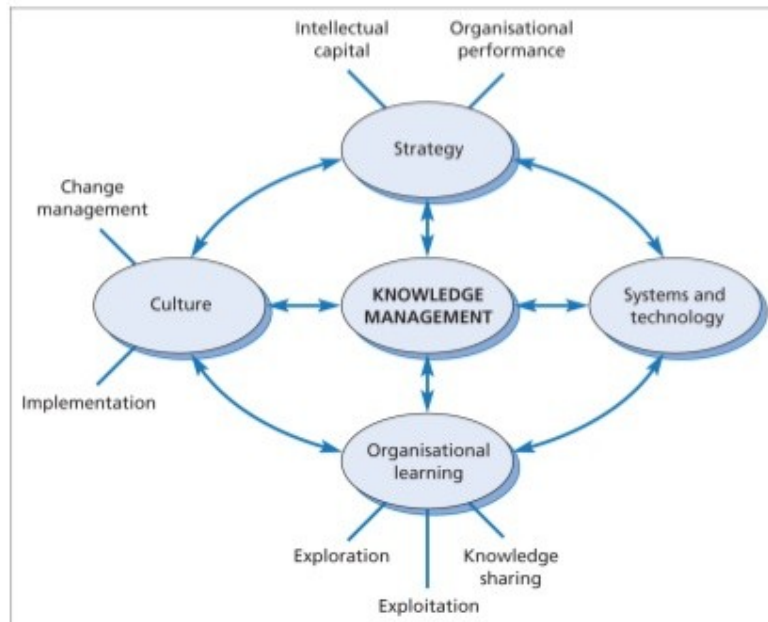 Intellectual
capital
Organisational
performance
Strategy
Change
management
Culture
KNOWLEDGE
MANAGEMENT
Systems and
technology
Implementation
Organisational
learning
Exploration
Exploitation
Knowledge
sharing